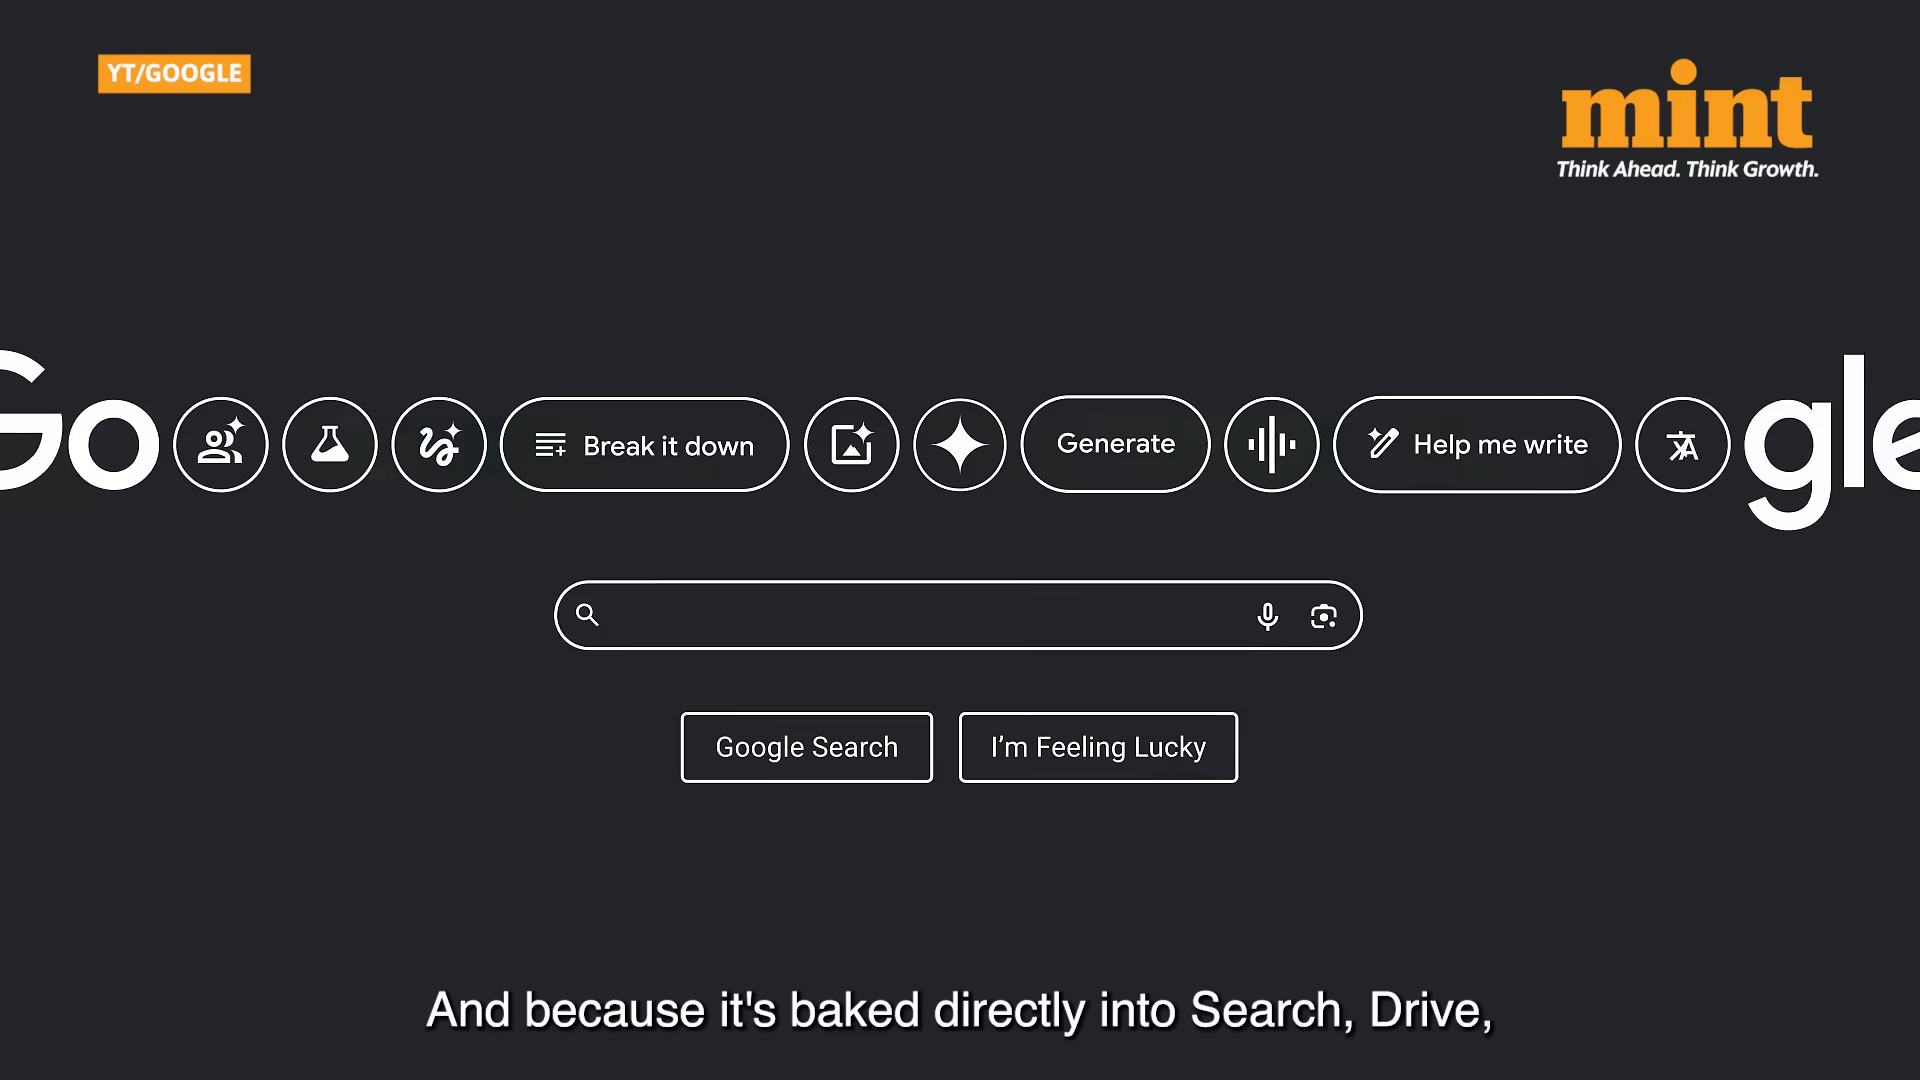 YT/GOOGLE
mint
Think Ahead. Think Growth.
Go
Break it down
Generate
Help me write
gle
Google Search
I'm Feeling Lucky
And because it's baked directly into Search, Drive,